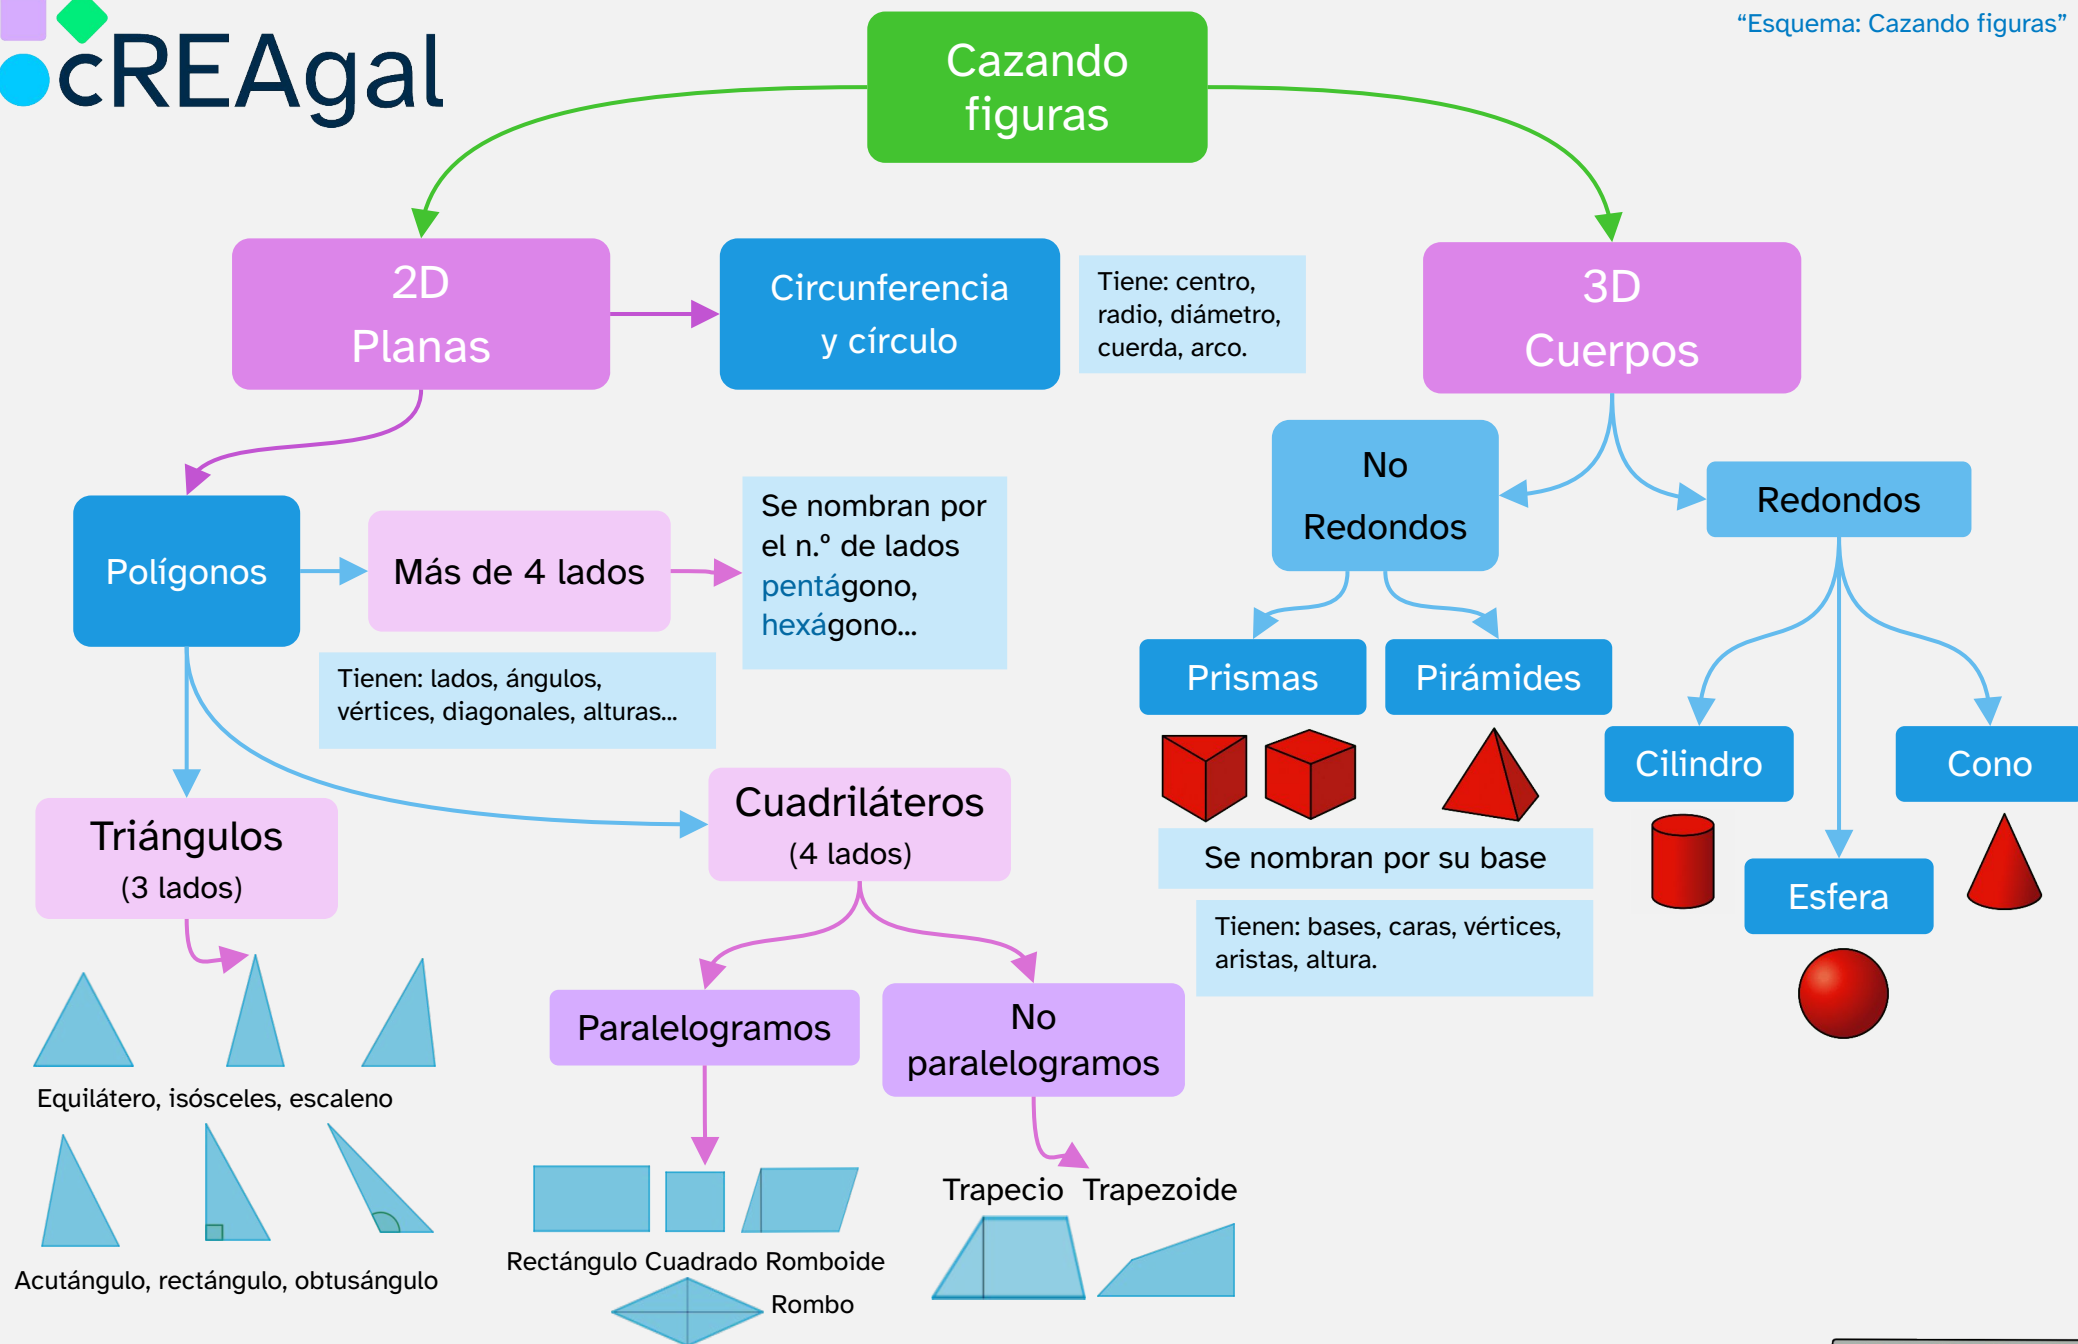 cREAgal
“Esquema: Cazando figuras”
Cazando
figuras
2D
Planas
Circunferencia
y círculo
Tiene: centro,
radio, diámetro,
cuerda, arco.
3D
Cuerpos
No
Redondos
Redondos
Polígonos
Más de 4 lados
Se nombran por
el n.º de lados
pentágono,
hexágono...
Tienen: lados, ángulos,
vértices, diagonales, alturas...
Prismas
Pirámides
Cilindro
Cono
Esfera
Se nombran por su base
Tienen: bases, caras, vértices,
aristas, altura.
Triángulos
(3 lados)
Cuadriláteros
(4 lados)
Paralelogramos
No
paralelogramos
Equilátero, isósceles, escaleno
Acutángulo, rectángulo, obtusángulo
Rectángulo Cuadrado Romboide
Rombo
Trapecio Trapezoide